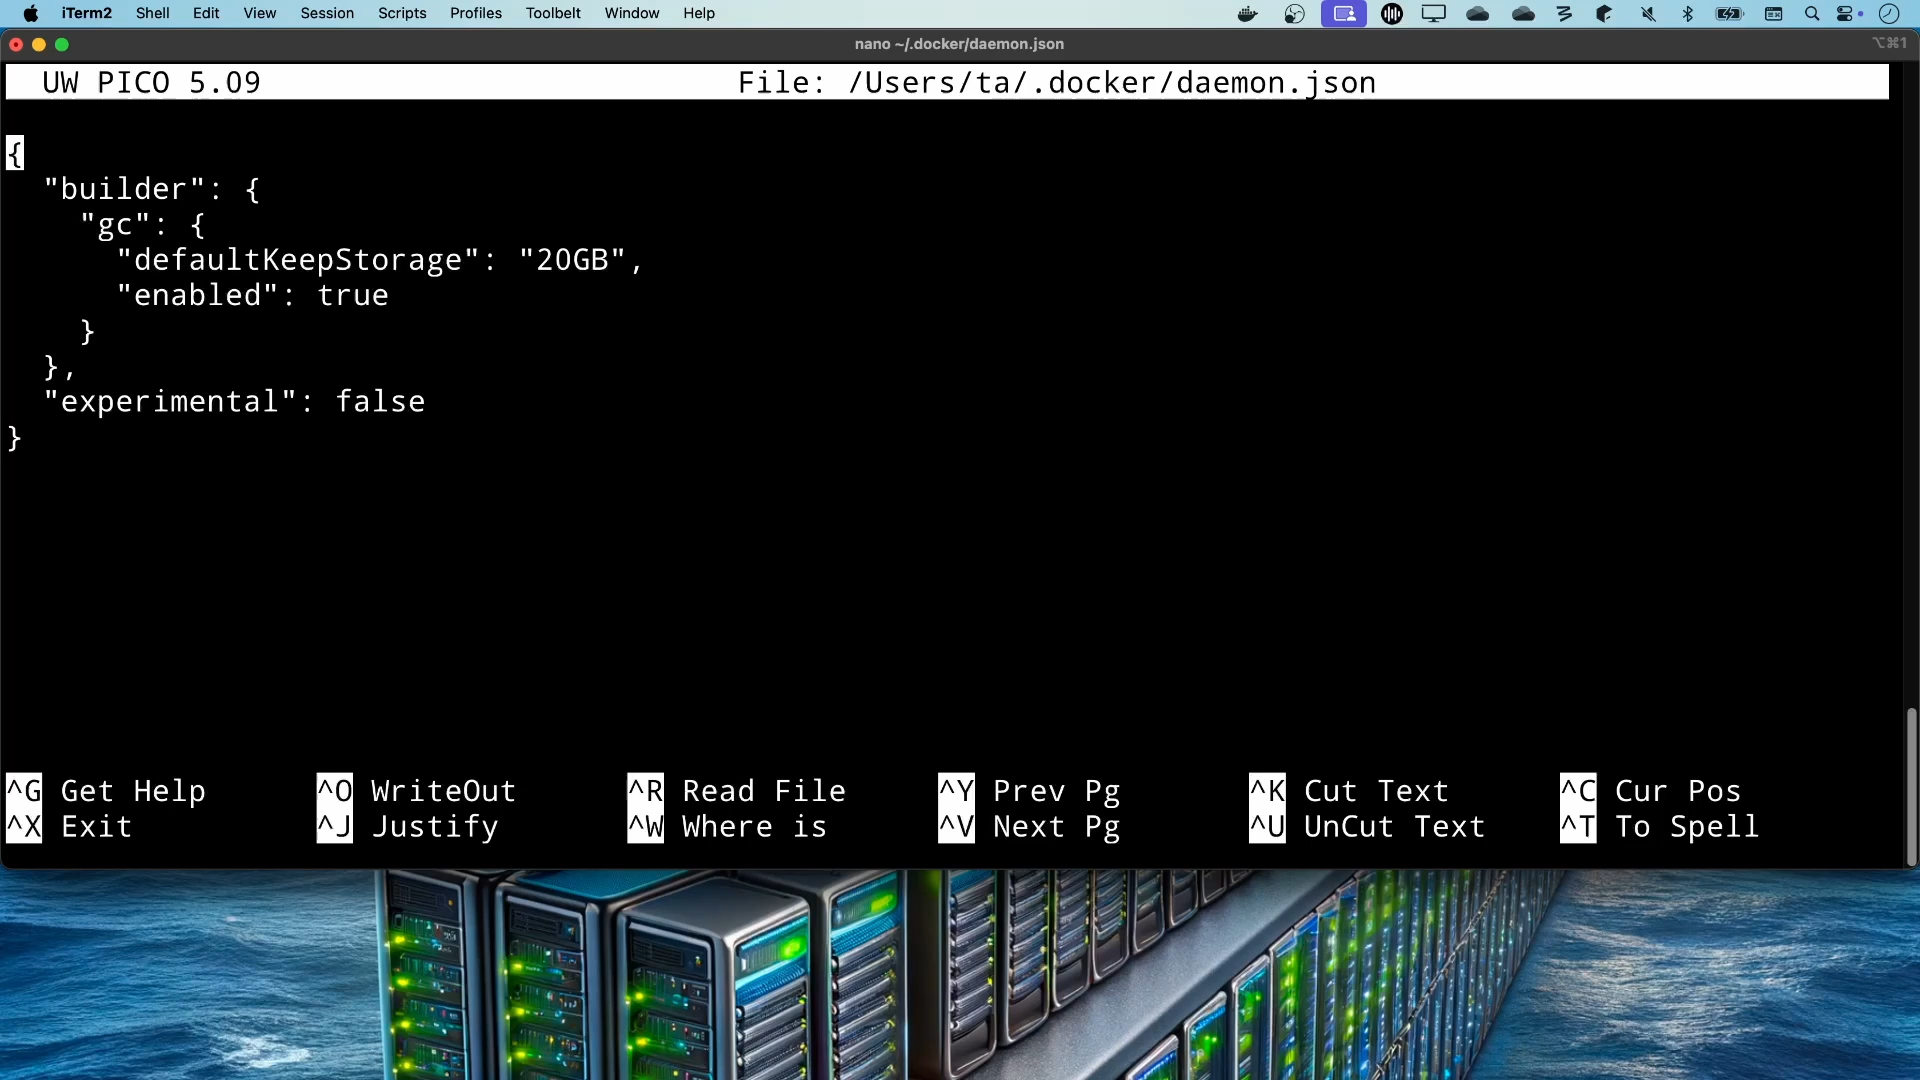 iTerm2 Shell Edit View Session Scripts Profiles Toolbelt Window Help
nano ~/.docker/daemon.json ⌥⌘1
UW PICO 5.09 File: /Users/ta/.docker/daemon.json
{
  "builder": {
    "gc": {
      "defaultKeepStorage": "20GB",
      "enabled": true
    }
  },
  "experimental": false
}
^G Get Help ^O WriteOut ^R Read File ^Y Prev Pg ^K Cut Text ^C Cur Pos
^X Exit ^J Justify ^W Where is ^V Next Pg ^U UnCut Text ^T To Spell